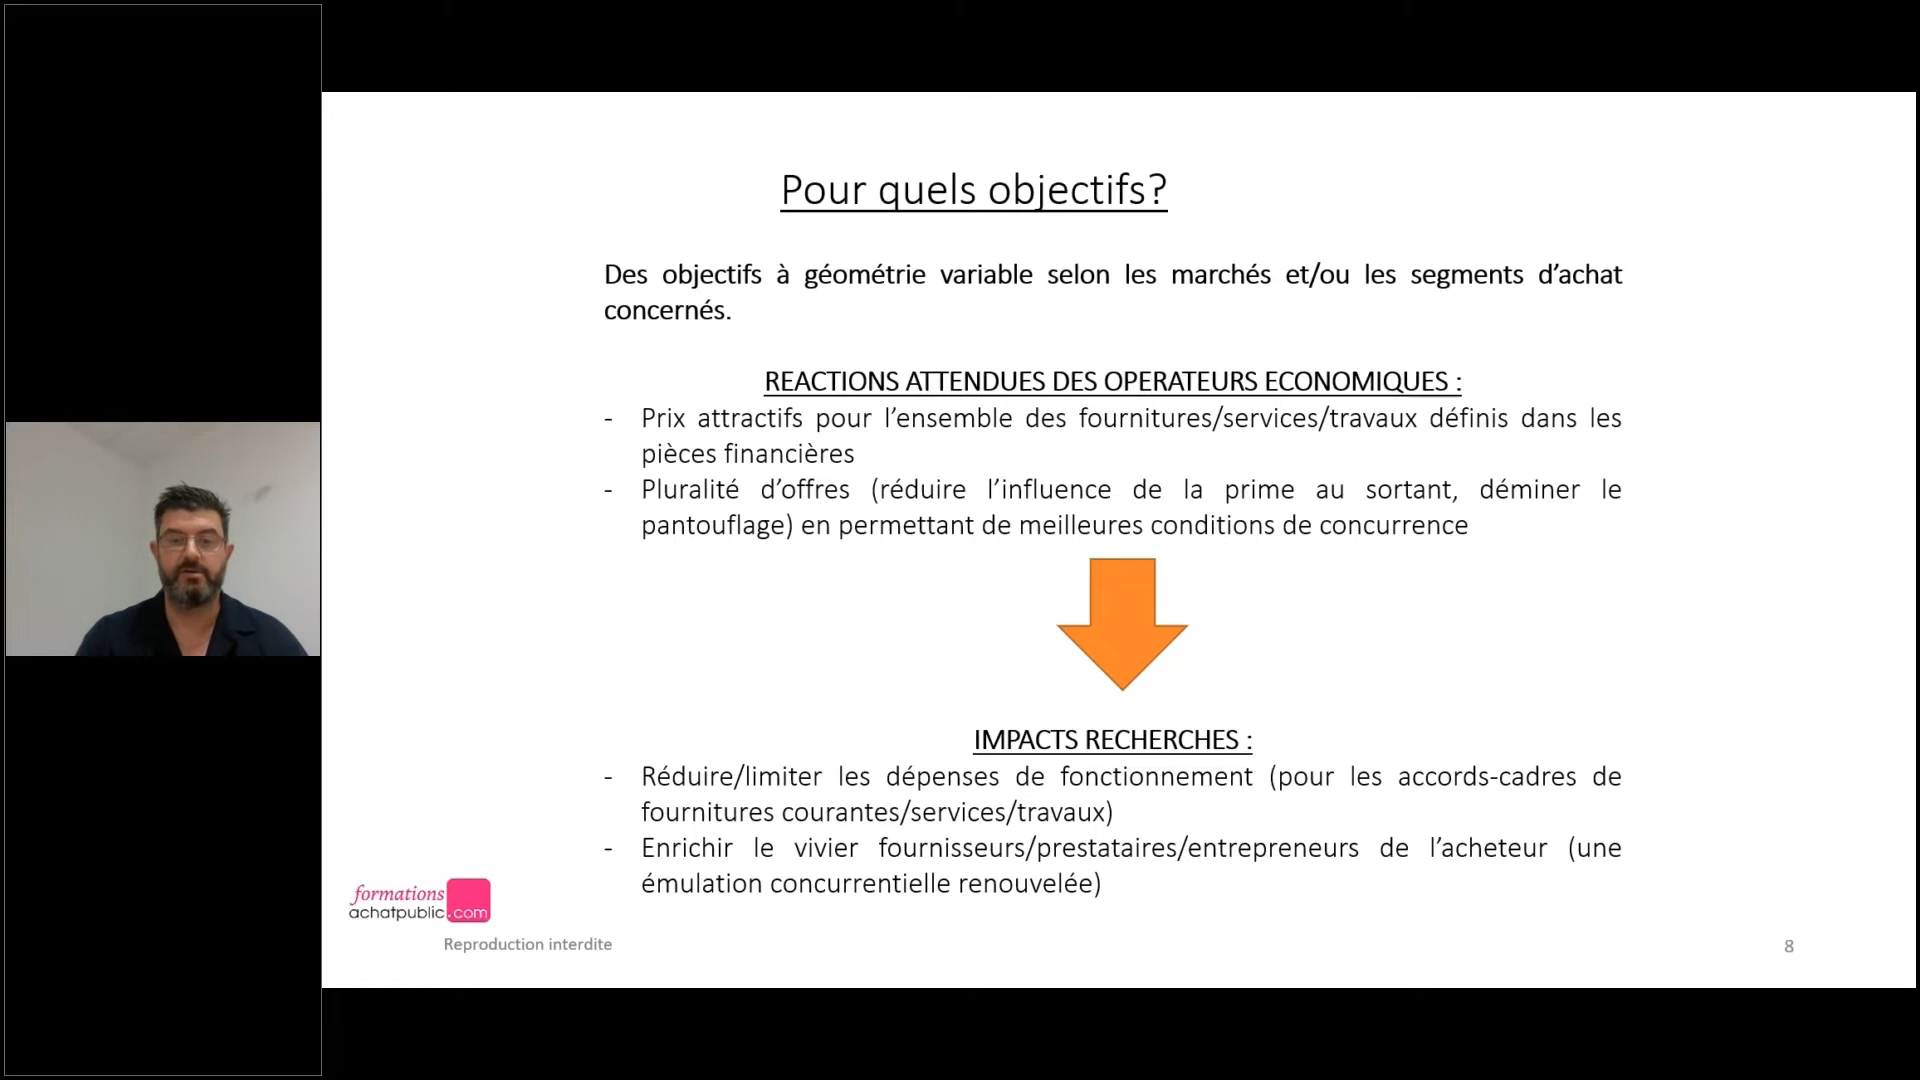 Pour quels objectifs?
Des objectifs à géométrie variable selon les marchés et/ou les segments d’achat
concernés.
REACTIONS ATTENDUES DES OPERATEURS ECONOMIQUES :
- Prix attractifs pour l’ensemble des fournitures/services/travaux définis dans les
pièces financières
- Pluralité d’offres (réduire l’influence de la prime au sortant, déminer le
pantouflage) en permettant de meilleures conditions de concurrence
IMPACTS RECHERCHES :
- Réduire/limiter les dépenses de fonctionnement (pour les accords-cadres de
fournitures courantes/services/travaux)
- Enrichir le vivier fournisseurs/prestataires/entrepreneurs de l’acheteur (une
émulation concurrentielle renouvelée)
formations
achatpublic.com
Reproduction interdite
8